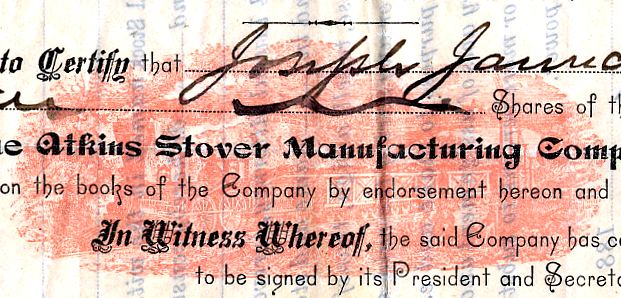 to Certify that Joseph
Shares of th
e Atkins Stover Manufacturing Comp
on the books of the Company by endorsement hereon and
In Witness Whereof, the said Company has c
to be signed by its President and Secreta